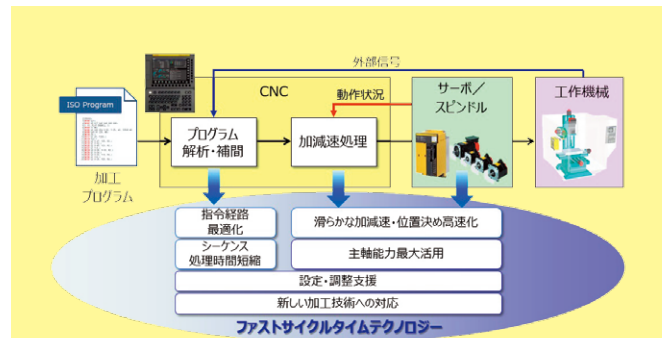 外部信号
CNC
動作状況
サーボ／
スピンドル
工作機械
ISO Program
プログラム
解析・補間
加減速処理
加工
プログラム
指令経路
最適化
滑らかな加減速・位置決め高速化
シーケンス
処理時間短縮
主軸能力最大活用
設定・調整支援
新しい加工技術への対応
ファストサイクルタイムテクノロジー